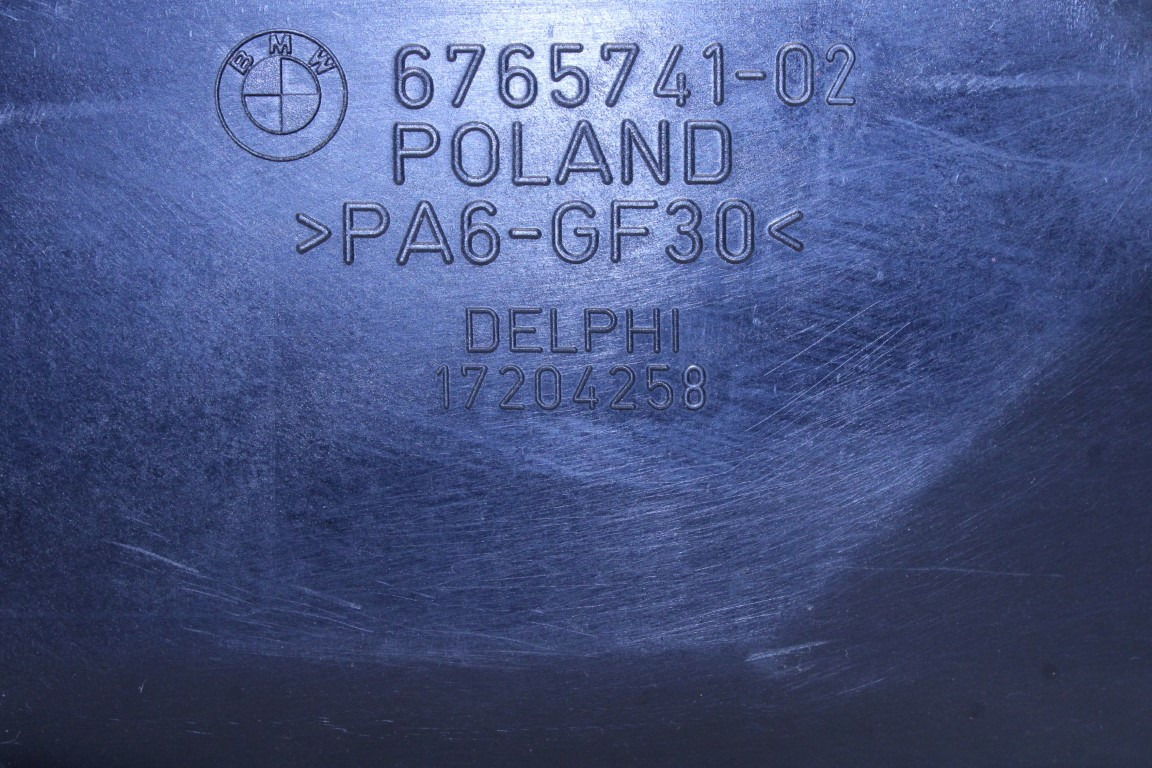 BMW 6765741-02
POLAND
>PA6-GF30<
DELPHI
17204258